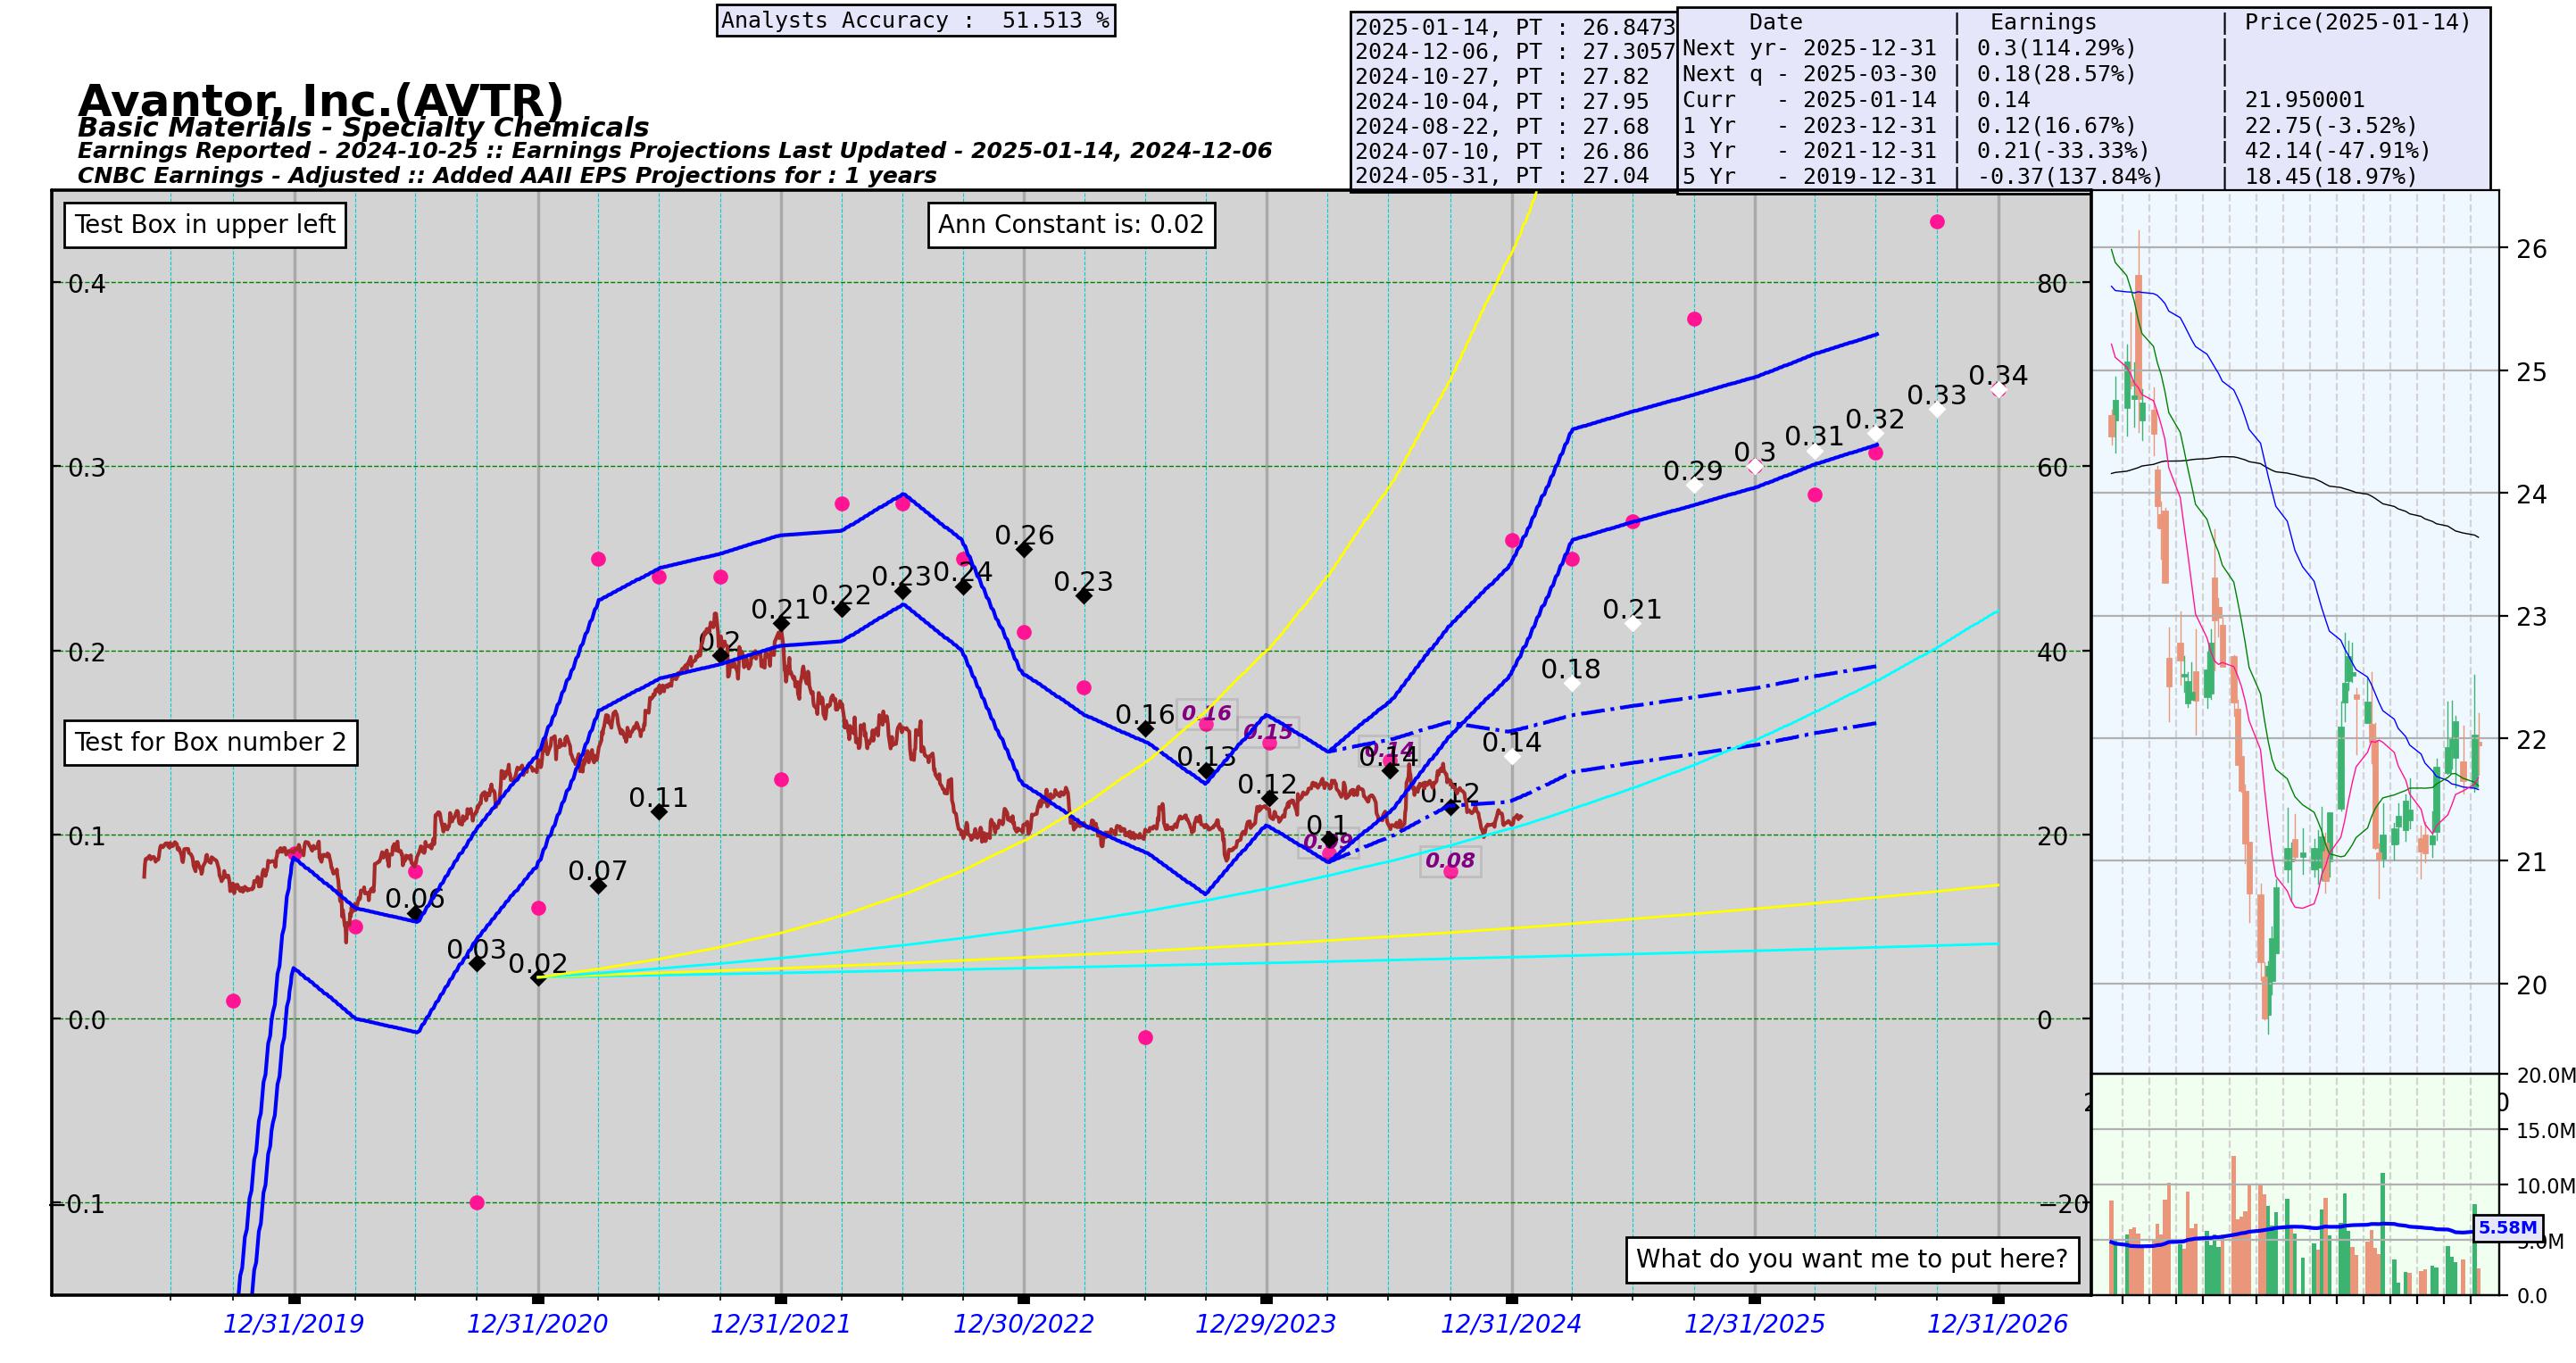 Analysts Accuracy :  51.513 %
2025-01-14, PT : 26.8473
2024-12-06, PT : 27.3057
2024-10-27, PT : 27.82
2024-10-04, PT : 27.95
2024-08-22, PT : 27.68
2024-07-10, PT : 26.86
2024-05-31, PT : 27.04
Date | Earnings | Price(2025-01-14)
Next yr- 2025-12-31 | 0.3(114.29%) |
Next q - 2025-03-30 | 0.18(28.57%) |
Curr - 2025-01-14 | 0.14 | 21.950001
1 Yr - 2023-12-31 | 0.12(16.67%) | 22.75(-3.52%)
3 Yr - 2021-12-31 | 0.21(-33.33%) | 42.14(-47.91%)
5 Yr - 2019-12-31 | -0.37(137.84%) | 18.45(18.97%)
Avantor, Inc.(AVTR)
Basic Materials - Specialty Chemicals
Earnings Reported - 2024-10-25 :: Earnings Projections Last Updated - 2025-01-14, 2024-12-06
CNBC Earnings - Adjusted :: Added AAII EPS Projections for : 1 years
Test Box in upper left
Ann Constant is: 0.02
Test for Box number 2
What do you want me to put here?
0.4
0.3
0.2
0.1
0.0
−0.1
0.06
0.03
0.02
0.07
0.11
0.2
0.21
0.22
0.23
0.24
0.26
0.23
0.16
0.13
0.12
0.1
0.14
0.12
0.14
0.18
0.21
0.29
0.3
0.31
0.32
0.33
0.34
0.16
0.15
0.09
0.14
0.08
80
60
40
20
0
−20
26
25
24
23
22
21
20
20.0M
15.0M
10.0M
5.0M
0.0
5.58M
12/31/2019
12/31/2020
12/31/2021
12/30/2022
12/29/2023
12/31/2024
12/31/2025
12/31/2026